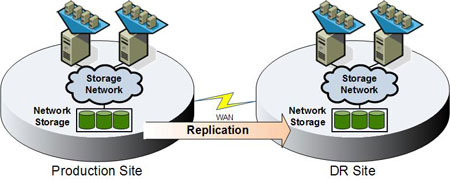 Storage
Network
Network
Storage
Production Site
WAN
Replication
Storage
Network
Network
Storage
DR Site